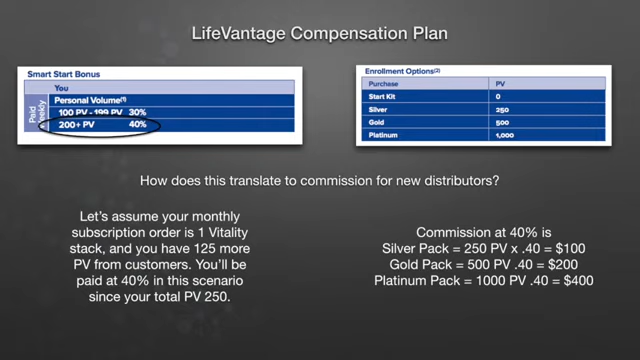 LifeVantage Compensation Plan
Smart Start Bonus
You
Paid Weekly
Personal Volume(1)
100 PV - 199 PV 30%
200+ PV 40%
Enrollment Options(2)
Purchase PV
Start Kit 0
Silver 250
Gold 500
Platinum 1,000
How does this translate to commission for new distributors?
Let's assume your monthly
subscription order is 1 Vitality
stack, and you have 125 more
PV from customers. You'll be
paid at 40% in this scenario
since your total PV 250.
Commission at 40% is
Silver Pack = 250 PV x .40 = $100
Gold Pack = 500 PV .40 = $200
Platinum Pack = 1000 PV .40 = $400